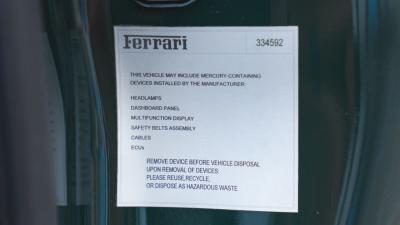 Ferrari 334592
THIS VEHICLE MAY INCLUDE MERCURY-CONTAINING
DEVICES INSTALLED BY THE MANUFACTURER:
HEADLAMPS
DASHBOARD PANEL
MULTIFUNCTION DISPLAY
SAFETY BELTS ASSEMBLY
CABLES
ECUs
REMOVE DEVICE BEFORE VEHICLE DISPOSAL
UPON REMOVAL OF DEVICES:
PLEASE REUSE,RECYCLE,
OR DISPOSE AS HAZARDOUS WASTE